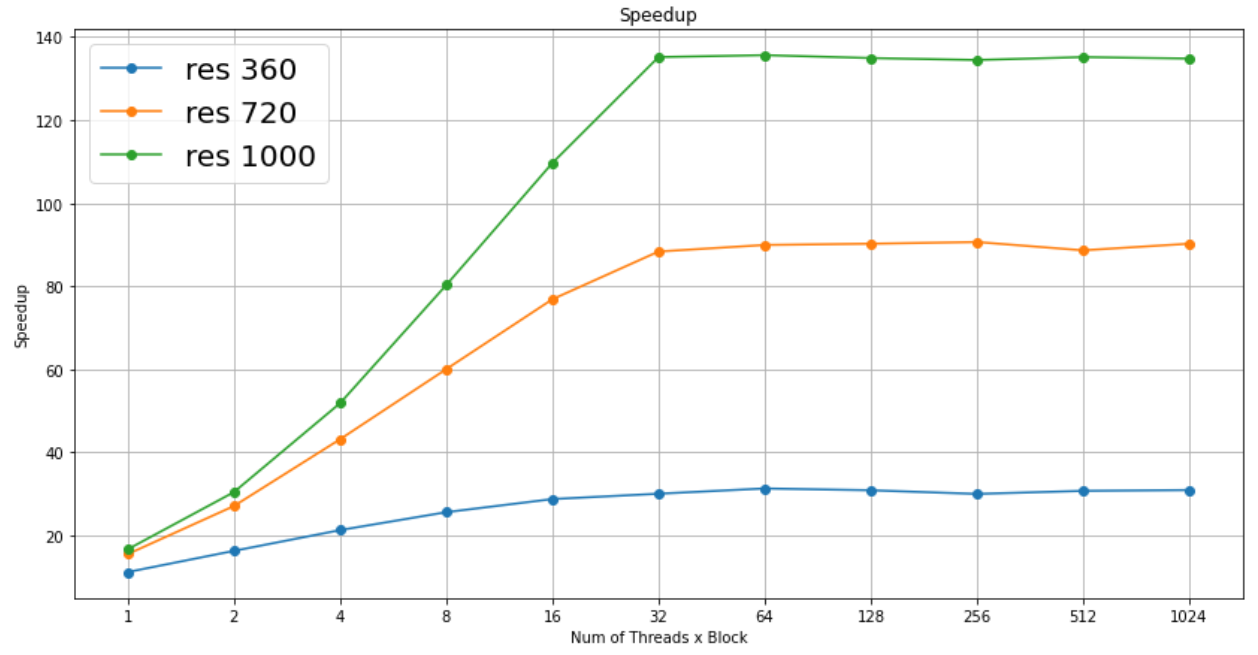 Speedup
140
120
100
80
60
40
20
Speedup
res 360
res 720
res 1000
1 2 4 8 16 32 64 128 256 512 1024
Num of Threads x Block